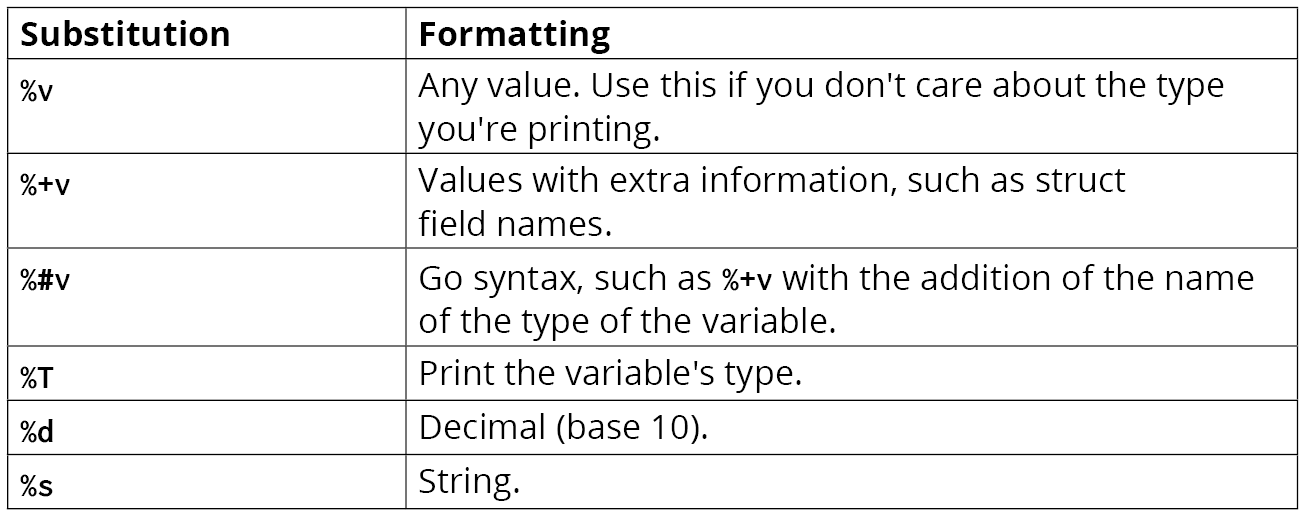 Substitution Formatting
%v Any value. Use this if you don't care about the type
you're printing.
%+v Values with extra information, such as struct
field names.
%#v Go syntax, such as %+v with the addition of the name
of the type of the variable.
%T Print the variable's type.
%d Decimal (base 10).
%s String.